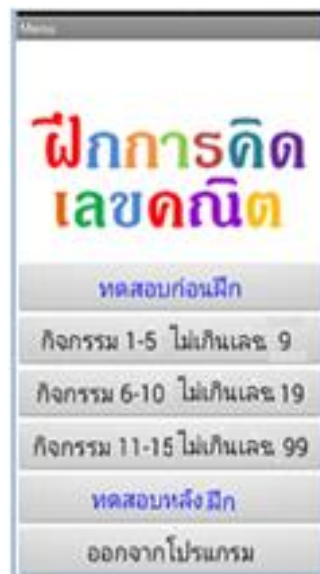 Menu
ฝึกการคิด
เลขคณิต
ทดสอบก่อนฝึก
กิจกรรม 1-5 ไม่เกินเลข 9
กิจกรรม 6-10 ไม่เกินเลข 19
กิจกรรม 11-15 ไม่เกินเลข 99
ทดสอบหลังฝึก
ออกจากโปรแกรม